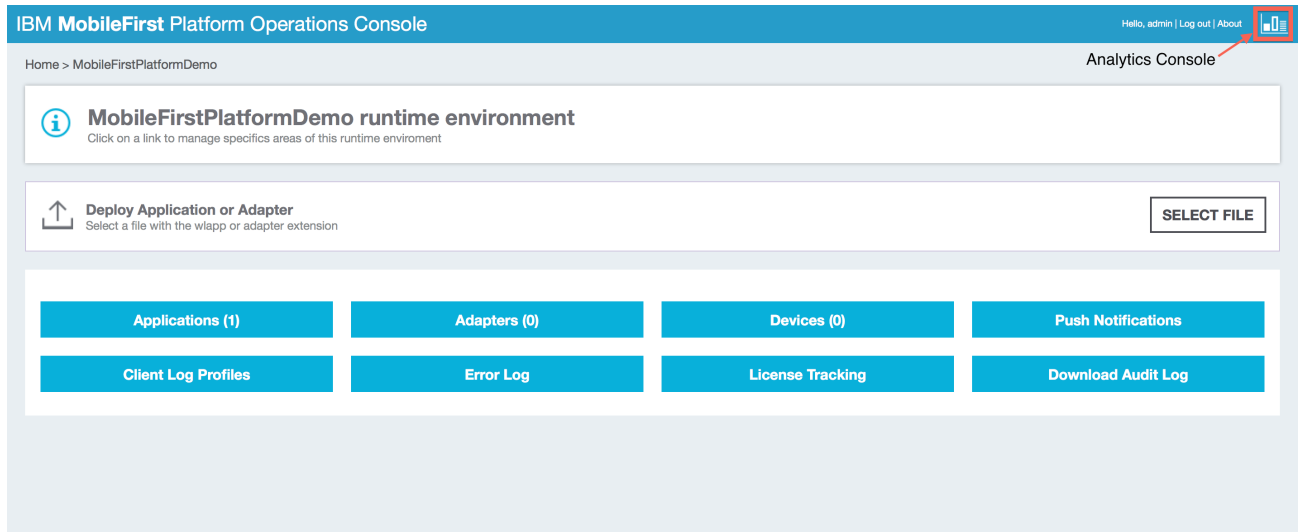 IBM MobileFirst Platform Operations Console
Hello, admin | Log out | About
Analytics Console
Home > MobileFirstPlatformDemo
MobileFirstPlatformDemo runtime environment
Click on a link to manage specifics areas of this runtime enviroment
Deploy Application or Adapter
Select a file with the wlapp or adapter extension
SELECT FILE
Applications (1)
Adapters (0)
Devices (0)
Push Notifications
Client Log Profiles
Error Log
License Tracking
Download Audit Log